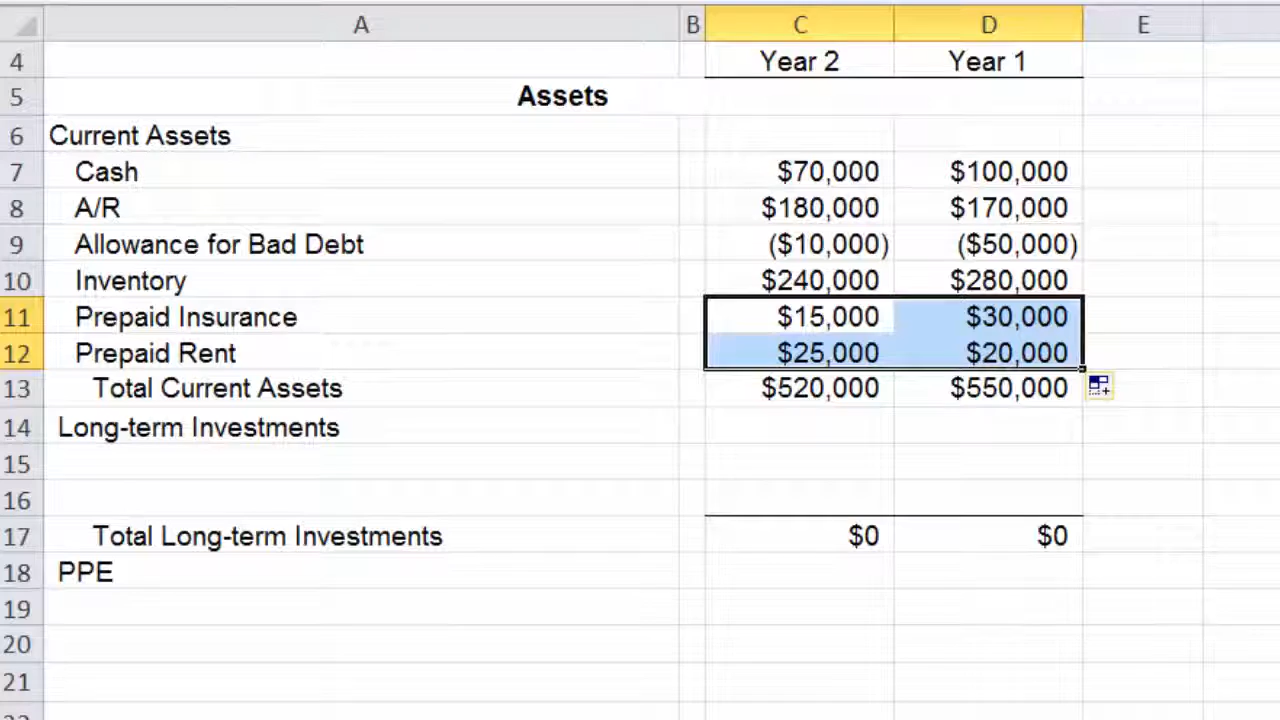 A B C D E
4 Year 2 Year 1
5 Assets
6 Current Assets
7 Cash $70,000 $100,000
8 A/R $180,000 $170,000
9 Allowance for Bad Debt ($10,000) ($50,000)
10 Inventory $240,000 $280,000
11 Prepaid Insurance $15,000 $30,000
12 Prepaid Rent $25,000 $20,000
13 Total Current Assets $520,000 $550,000
14 Long-term Investments
15
16
17 Total Long-term Investments $0 $0
18 PPE
19
20
21